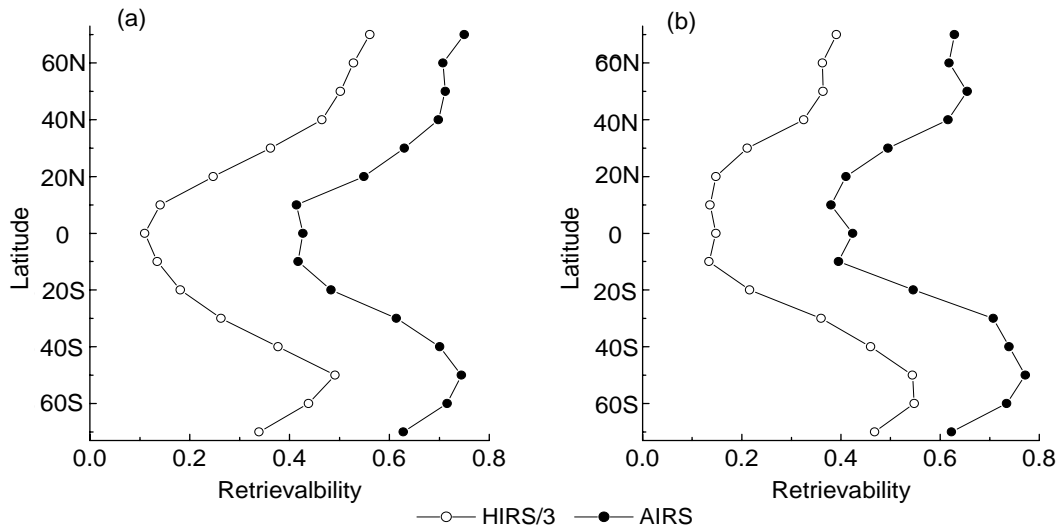 (a)
60N
40N
20N
0
20S
40S
60S
Latitude
0.0 0.2 0.4 0.6 0.8
Retrievalbility
(b)
60N
40N
20N
0
20S
40S
60S
Latitude
0.0 0.2 0.4 0.6 0.8
Retrievability
HIRS/3 AIRS